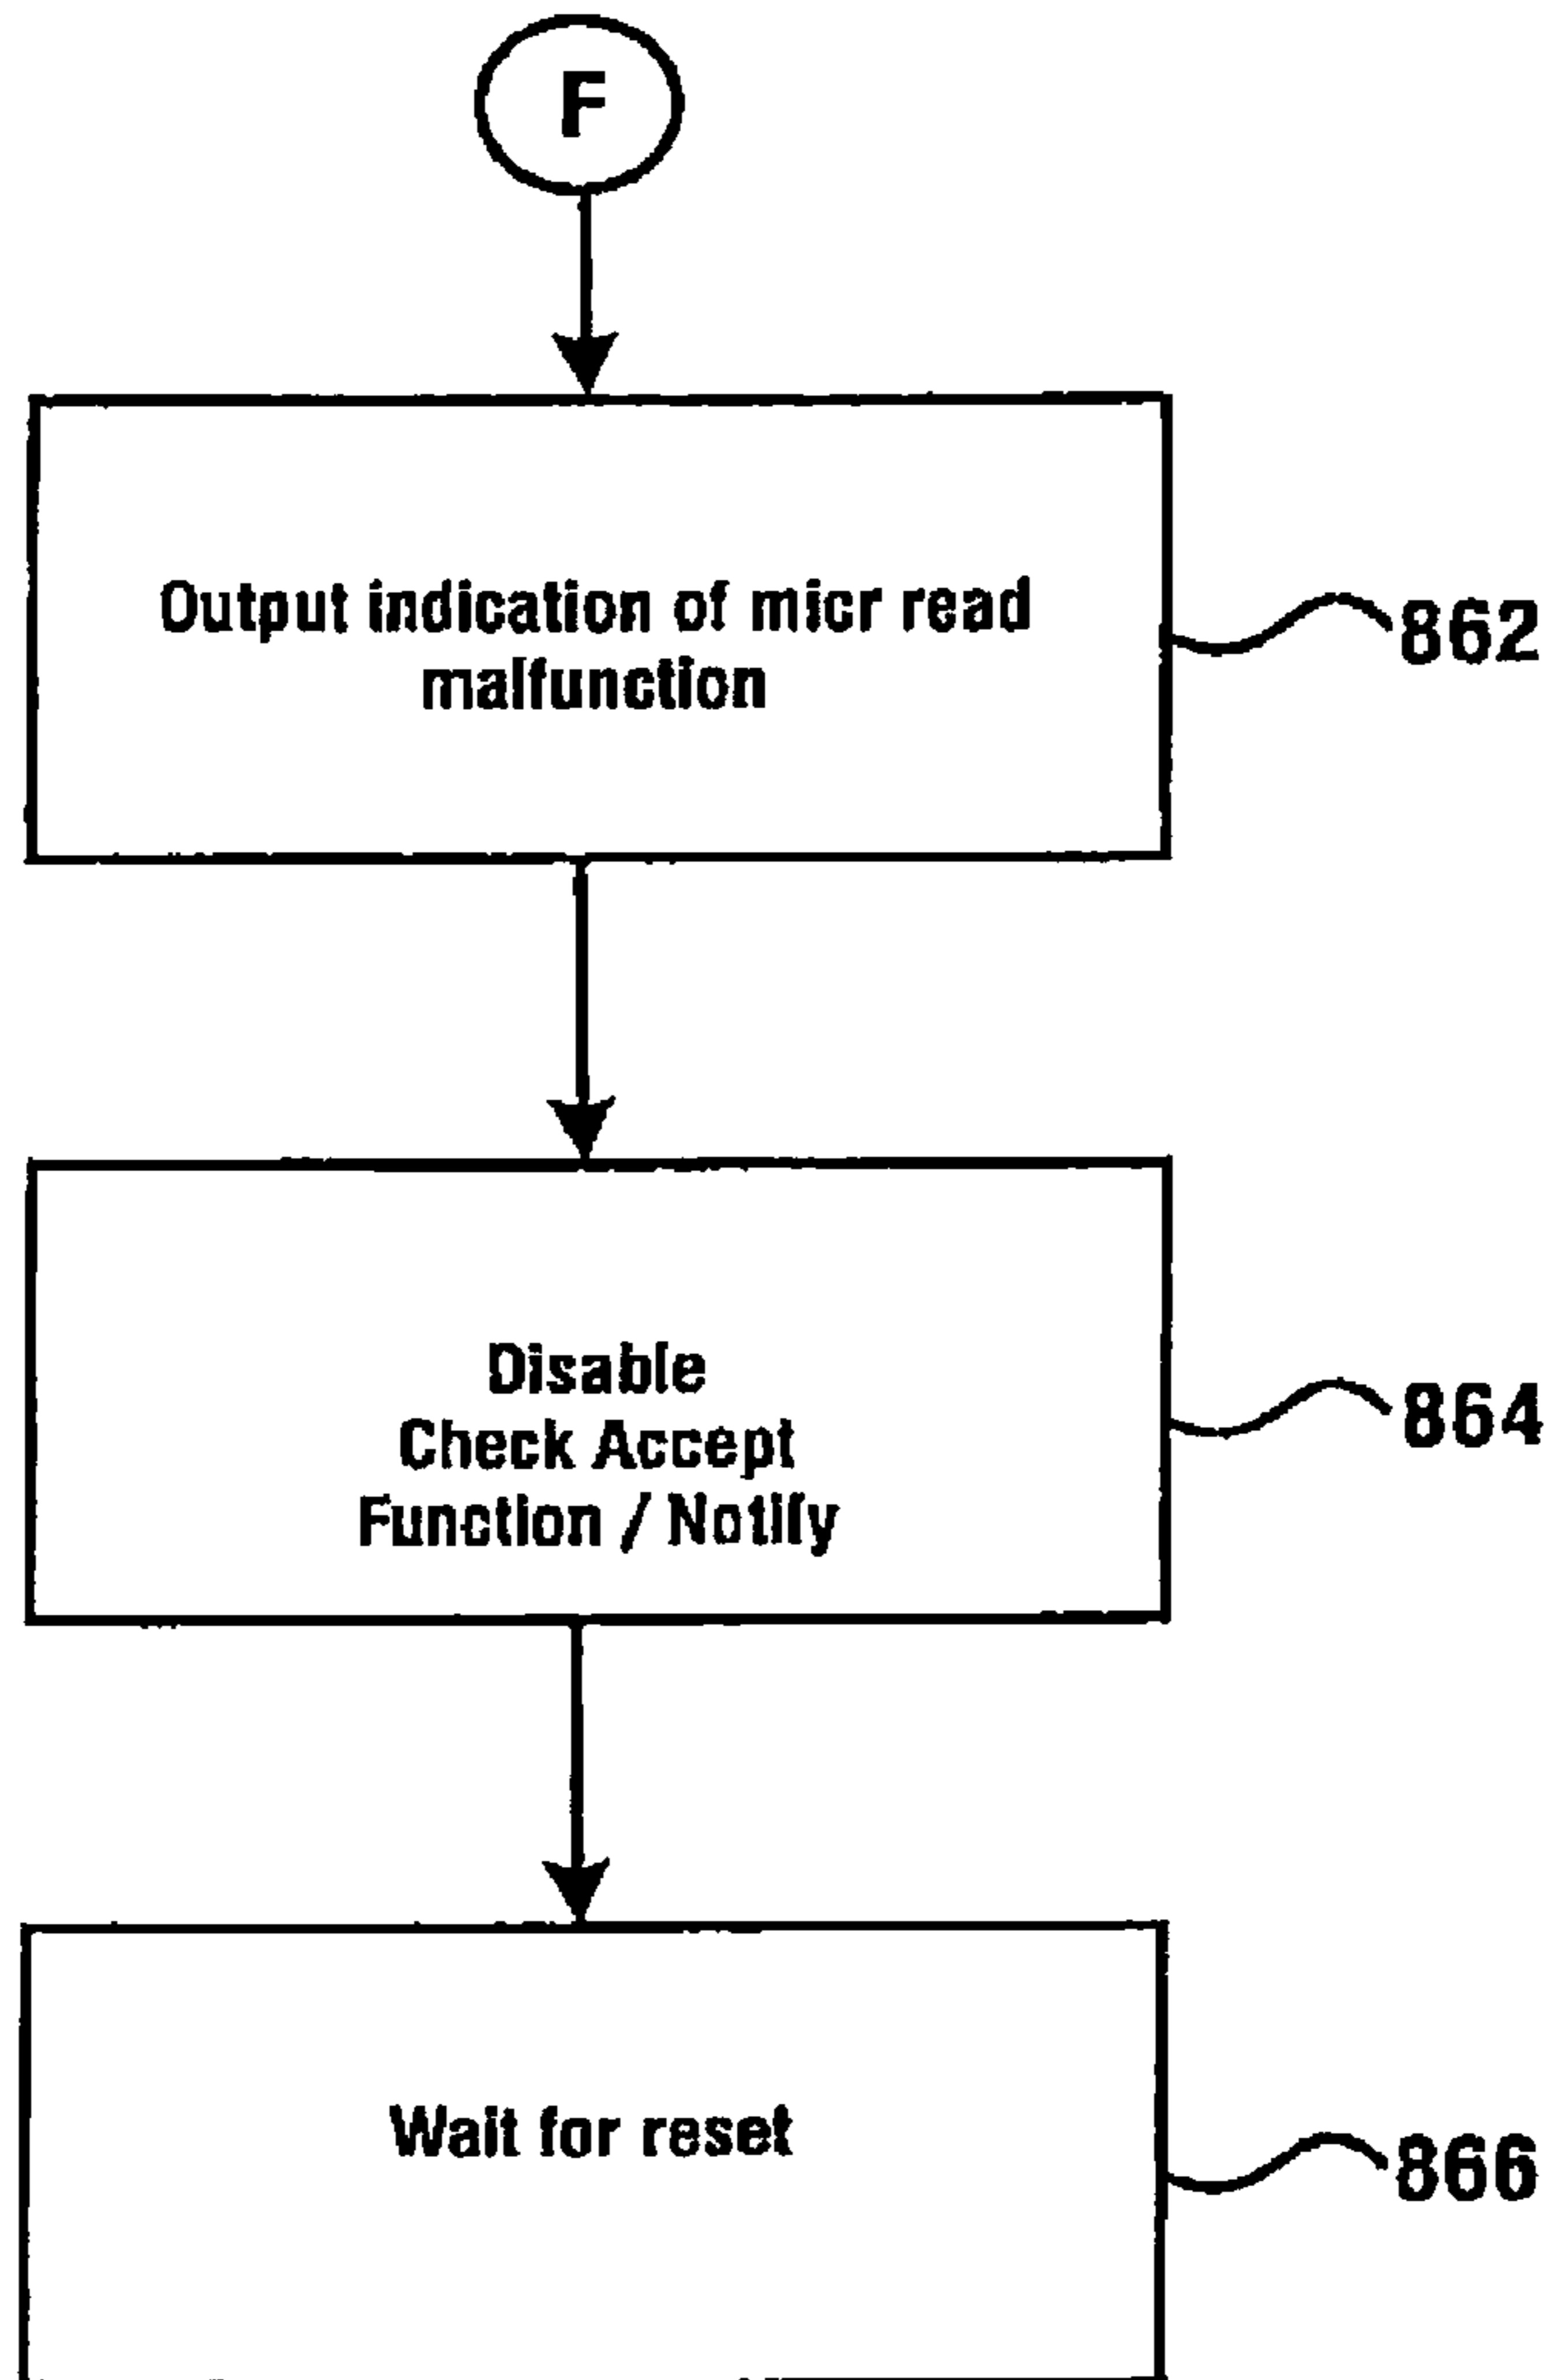 F
Output indication of micr read
malfunction
862
Disable
Check Accept
Function / Notify
864
Wait for reset
866